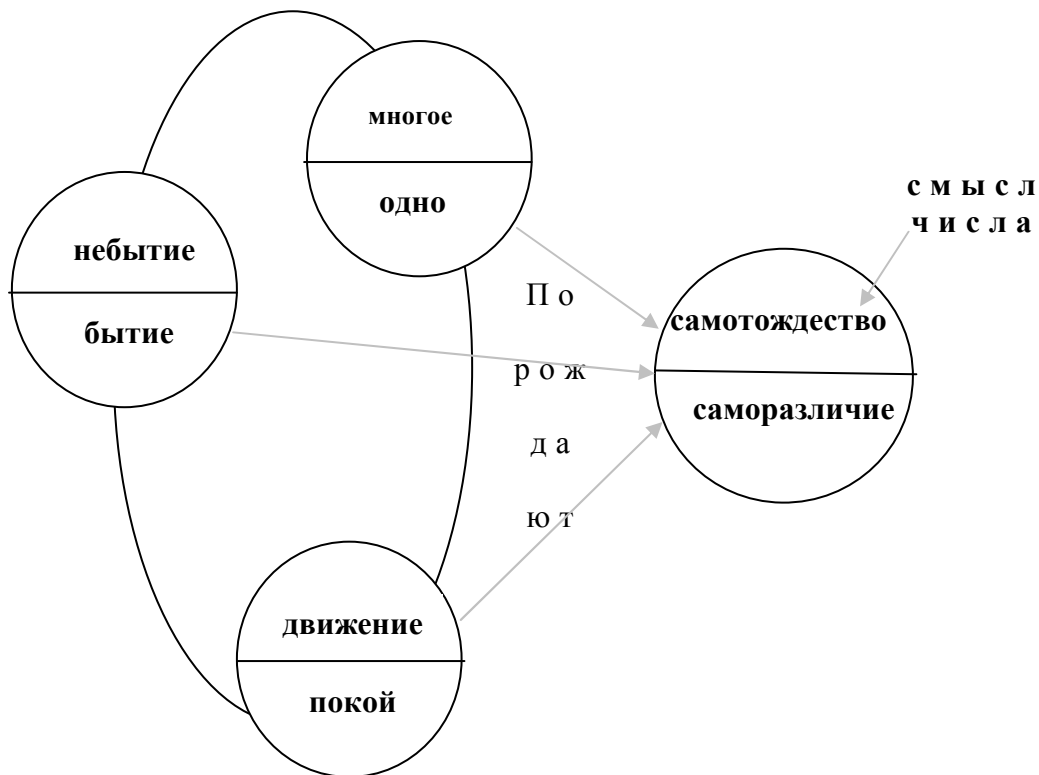 многое
одно
небытие
бытие
движение
покой
П о
р о ж
д а
ю т
с м ы с л
ч и с л а
самотождество
саморазличие